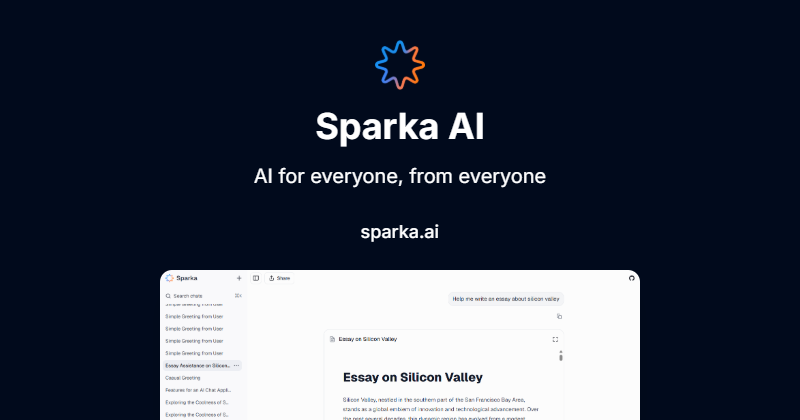 Sparka AI
AI for everyone, from everyone
sparka.ai
Sparka
Share
Search chats
Simple Greeting From User
Simple Greeting From User
Simple Greeting From User
Simple Greeting From User
Simple Greeting From User
Essay Assistance on Silicon...
Casual Greeting
Features for an AI Chat Appli...
Exploring the Coolness of S...
Exploring the Coolness of S...
Help me write an essay about silicon valley
Essay on Silicon Valley
Essay on Silicon Valley
Silicon Valley, nestled in the southern part of the San Francisco Bay Area,
stands as a global emblem of innovation and technological advancement. Over
the past several decades, this dynamic region has evolved from a modest